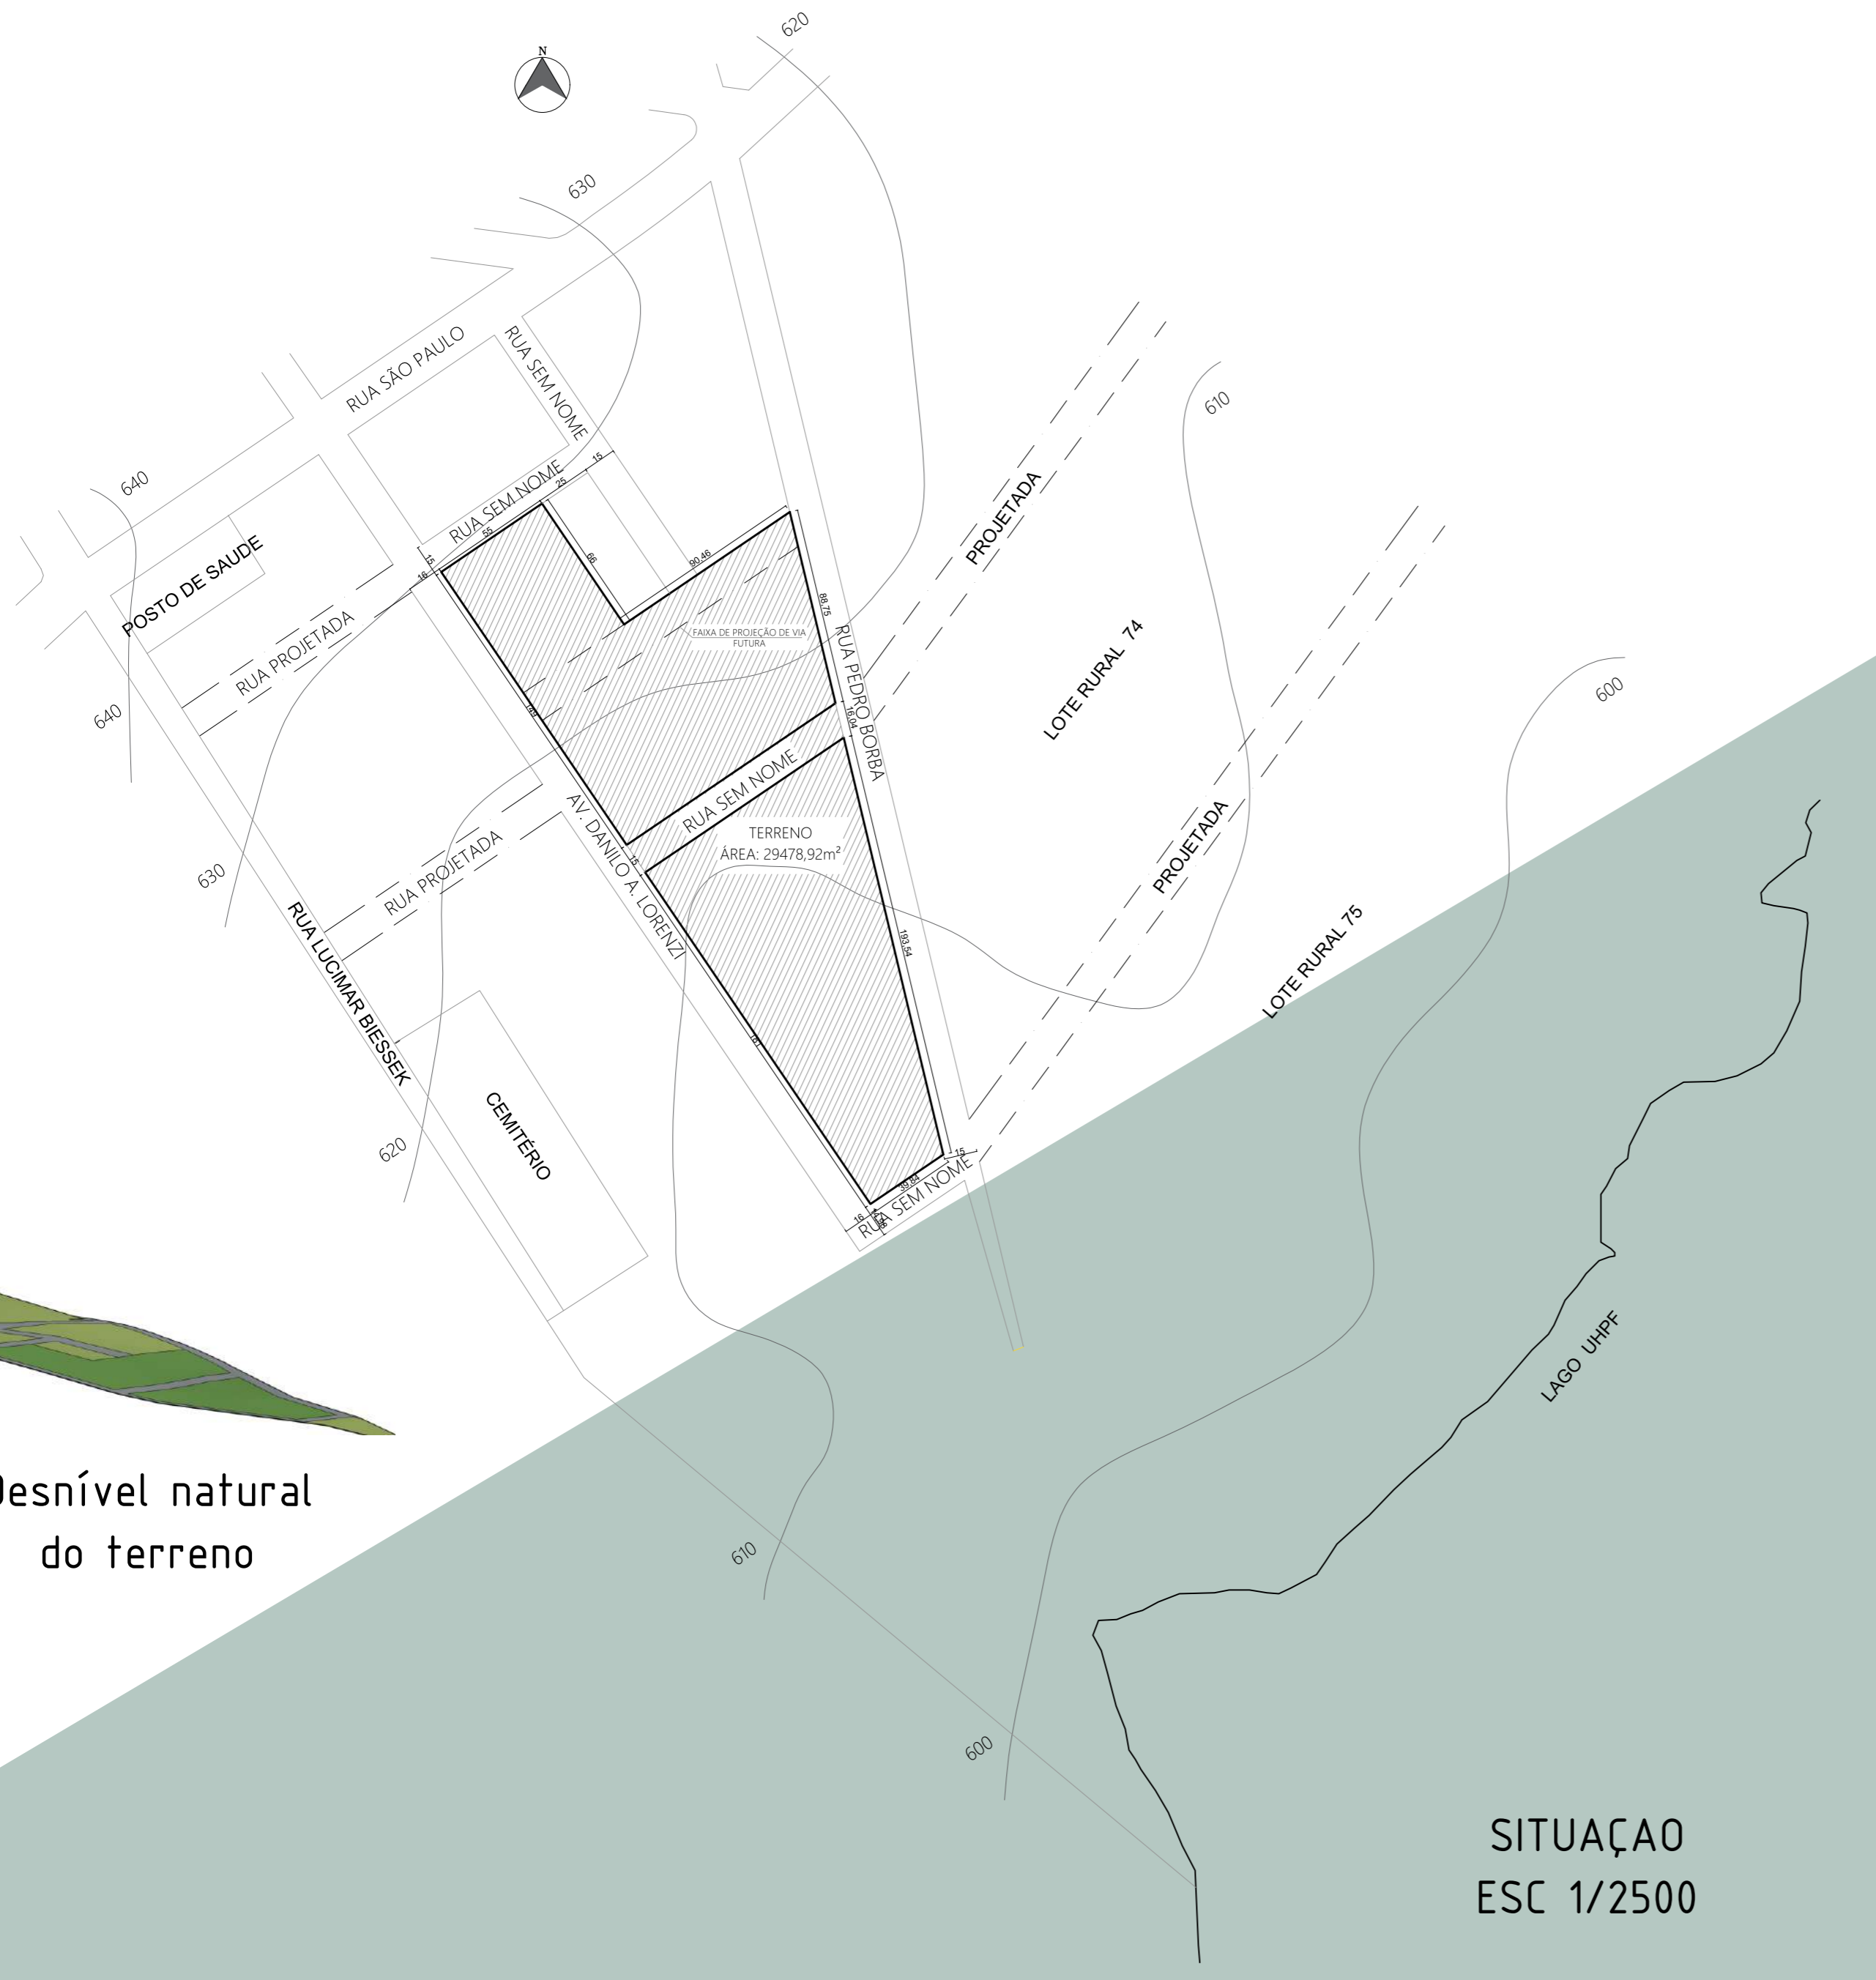 620
N
630
RUA SÃO PAULO
RUA SEM NOME
640
610
RUA SEM NOME
15
25
55
15
16
66
90,46
POSTO DE SAUDE
PROJETADA
RUA PROJETADA
FAIXA DE PROJEÇÃO DE VIA
FUTURA
88,75
RUA PEDRO BORBA
LOTE RURAL 74
600
640
149
16,04
RUA SEM NOME
TERRENO
ÁREA: 29478,92m²
15
AV. DANILO A. LORENZI
PROJETADA
RUA PROJETADA
630
RUA LUCIMAR BIESSEK
193,54
LOTE RURAL 75
181
CEMITÉRIO
620
15
39,84
RUA SEM NOME
16
LAGO UHPF
esnível natural
do terreno
610
600
SITUAÇAO
ESC 1/2500